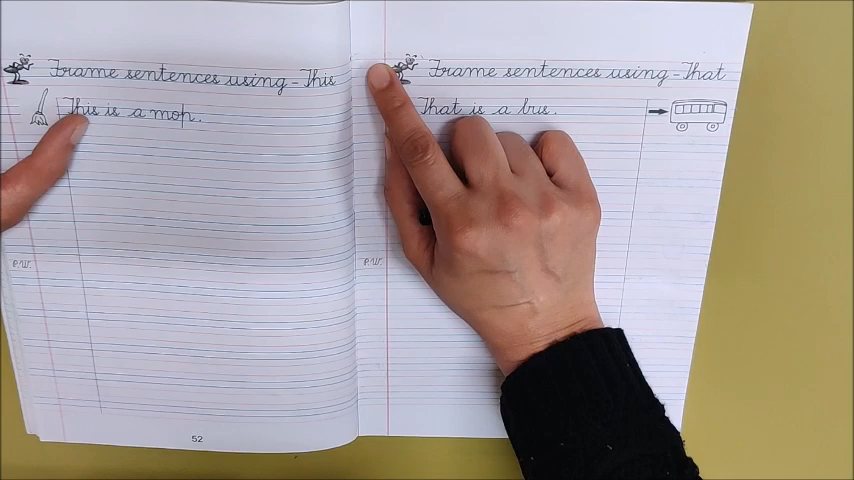 Frame sentences using - This
This is a mop.
P.W.
52
Frame sentences using - That
That is a bus.
P.W.